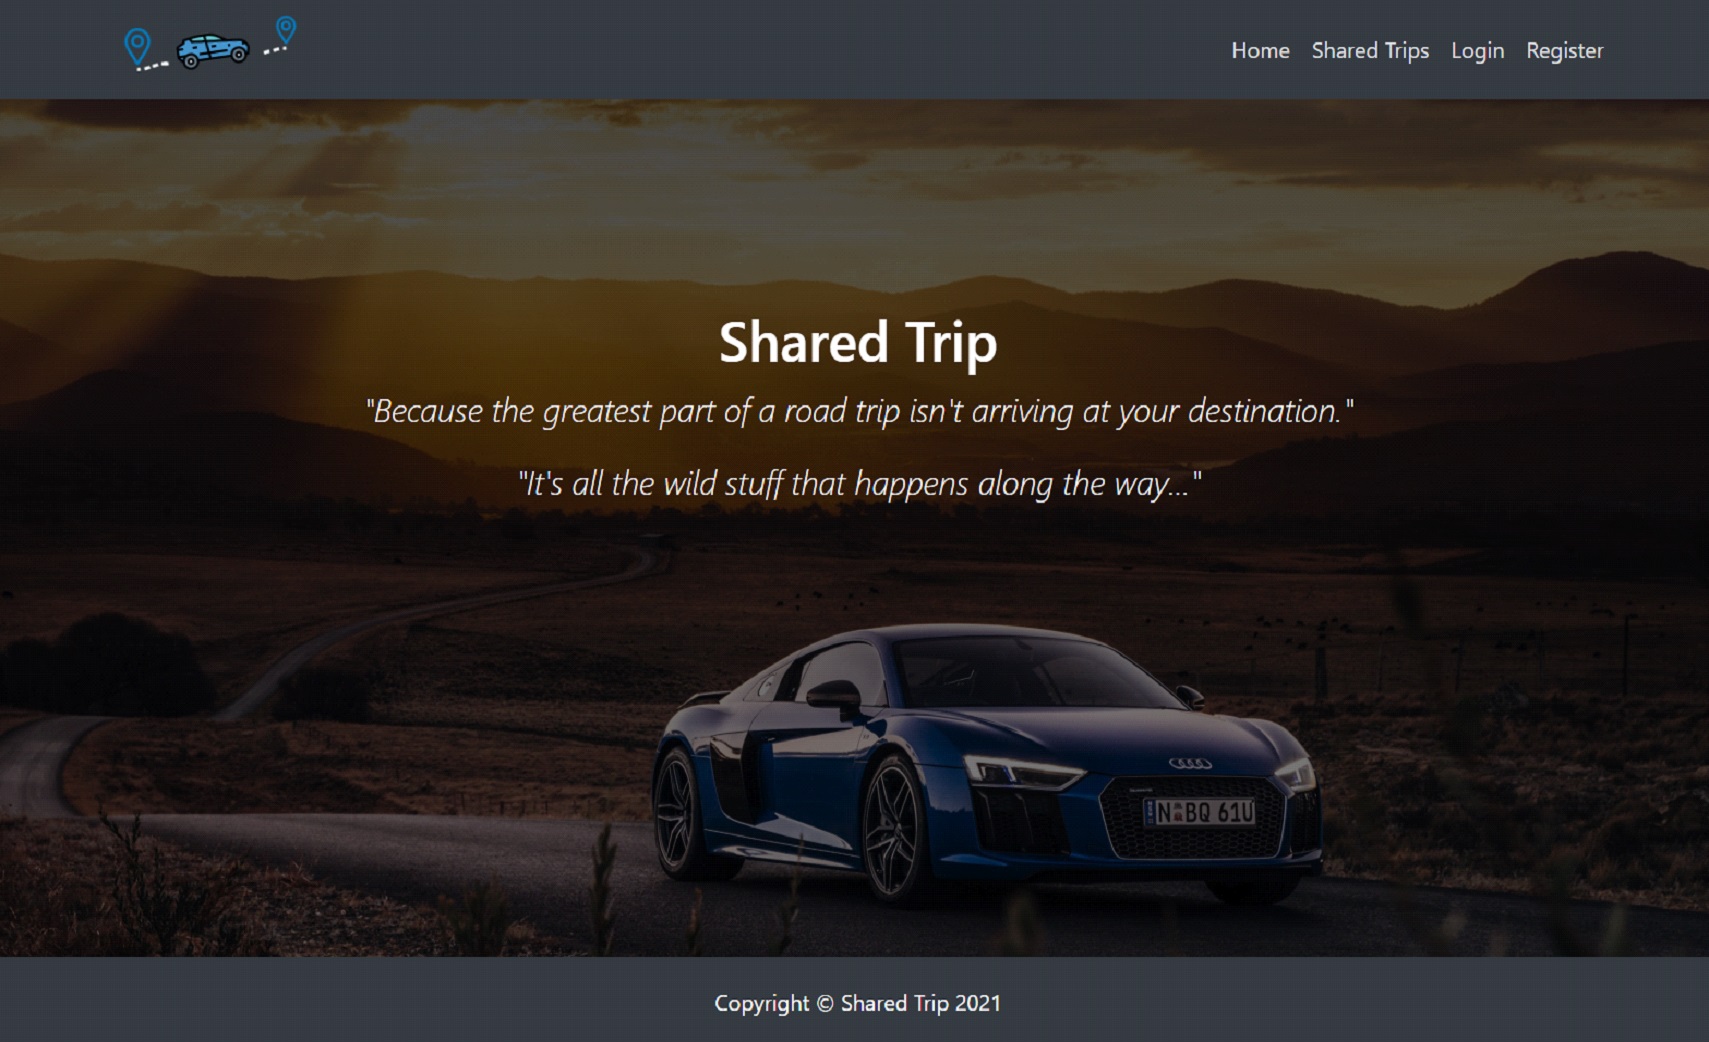 Home Shared Trips Login Register
Shared Trip
"Because the greatest part of a road trip isn't arriving at your destination."
"It's all the wild stuff that happens along the way..."
N BQ 61U
Copyright © Shared Trip 2021